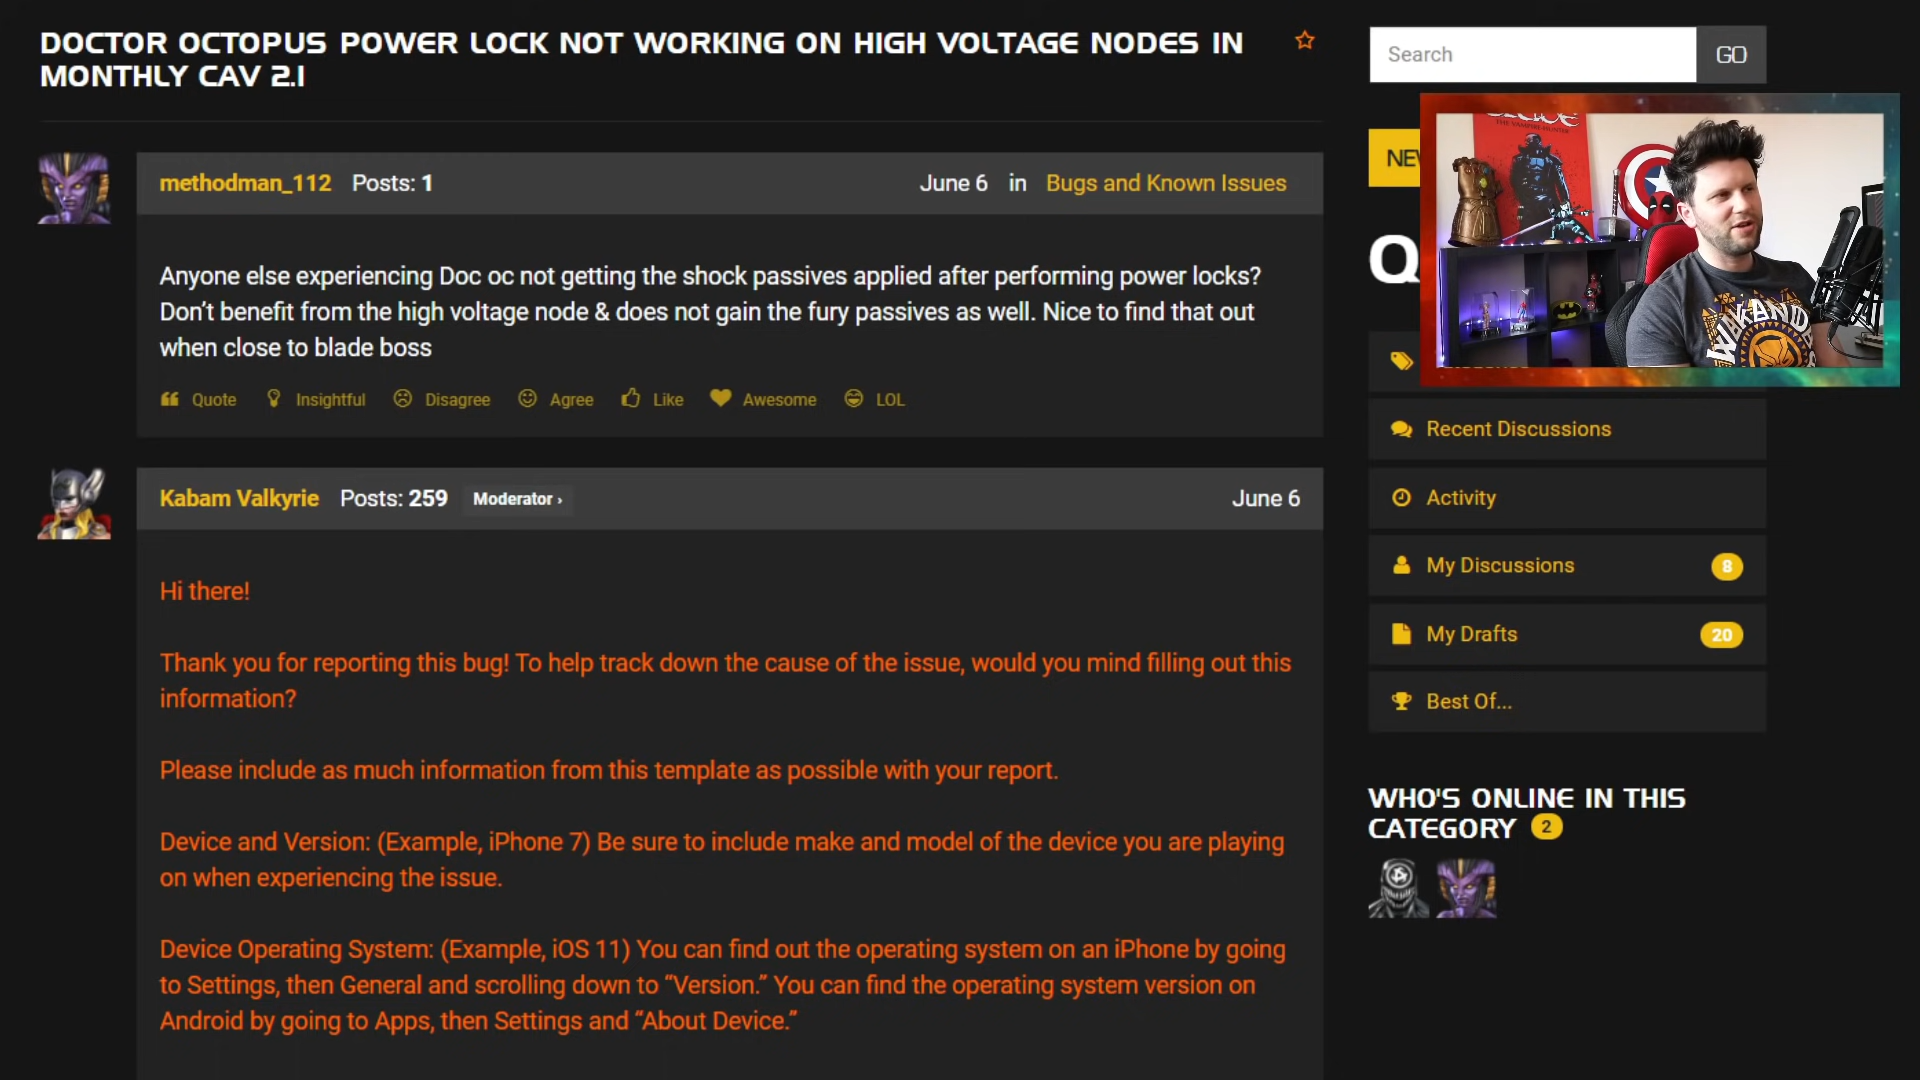 DOCTOR OCTOPUS POWER LOCK NOT WORKING ON HIGH VOLTAGE NODES IN
MONTHLY CAV 2.1
methodman_112 Posts: 1 June 6 in Bugs and Known Issues
Anyone else experiencing Doc oc not getting the shock passives applied after performing power locks?
Don’t benefit from the high voltage node & does not gain the fury passives as well. Nice to find that out
when close to blade boss
Quote Insightful Disagree Agree Like Awesome LOL
Kabam Valkyrie Posts: 259 Moderator › June 6
Hi there!
Thank you for reporting this bug! To help track down the cause of the issue, would you mind filling out this
information?
Please include as much information from this template as possible with your report.
Device and Version: (Example, iPhone 7) Be sure to include make and model of the device you are playing
on when experiencing the issue.
Device Operating System: (Example, iOS 11) You can find out the operating system on an iPhone by going
to Settings, then General and scrolling down to “Version.” You can find the operating system version on
Android by going to Apps, then Settings and “About Device.”
Search GO
THE VAMPIRE-HUNTER
Recent Discussions
Activity
My Discussions 8
My Drafts 20
Best Of...
WHO'S ONLINE IN THIS
CATEGORY 2